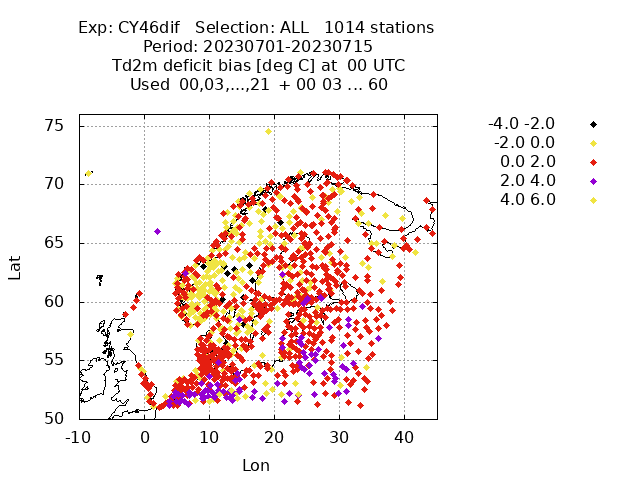 Exp: CY46dif Selection: ALL 1014 stations
Period: 20230701-20230715
Td2m deficit bias [deg C] at 00 UTC
Used 00,03,...,21 + 00 03 ... 60
-4.0 -2.0
-2.0 0.0
0.0 2.0
2.0 4.0
4.0 6.0
75
70
65
60
55
50
Lat
-10 0 10 20 30 40
Lon